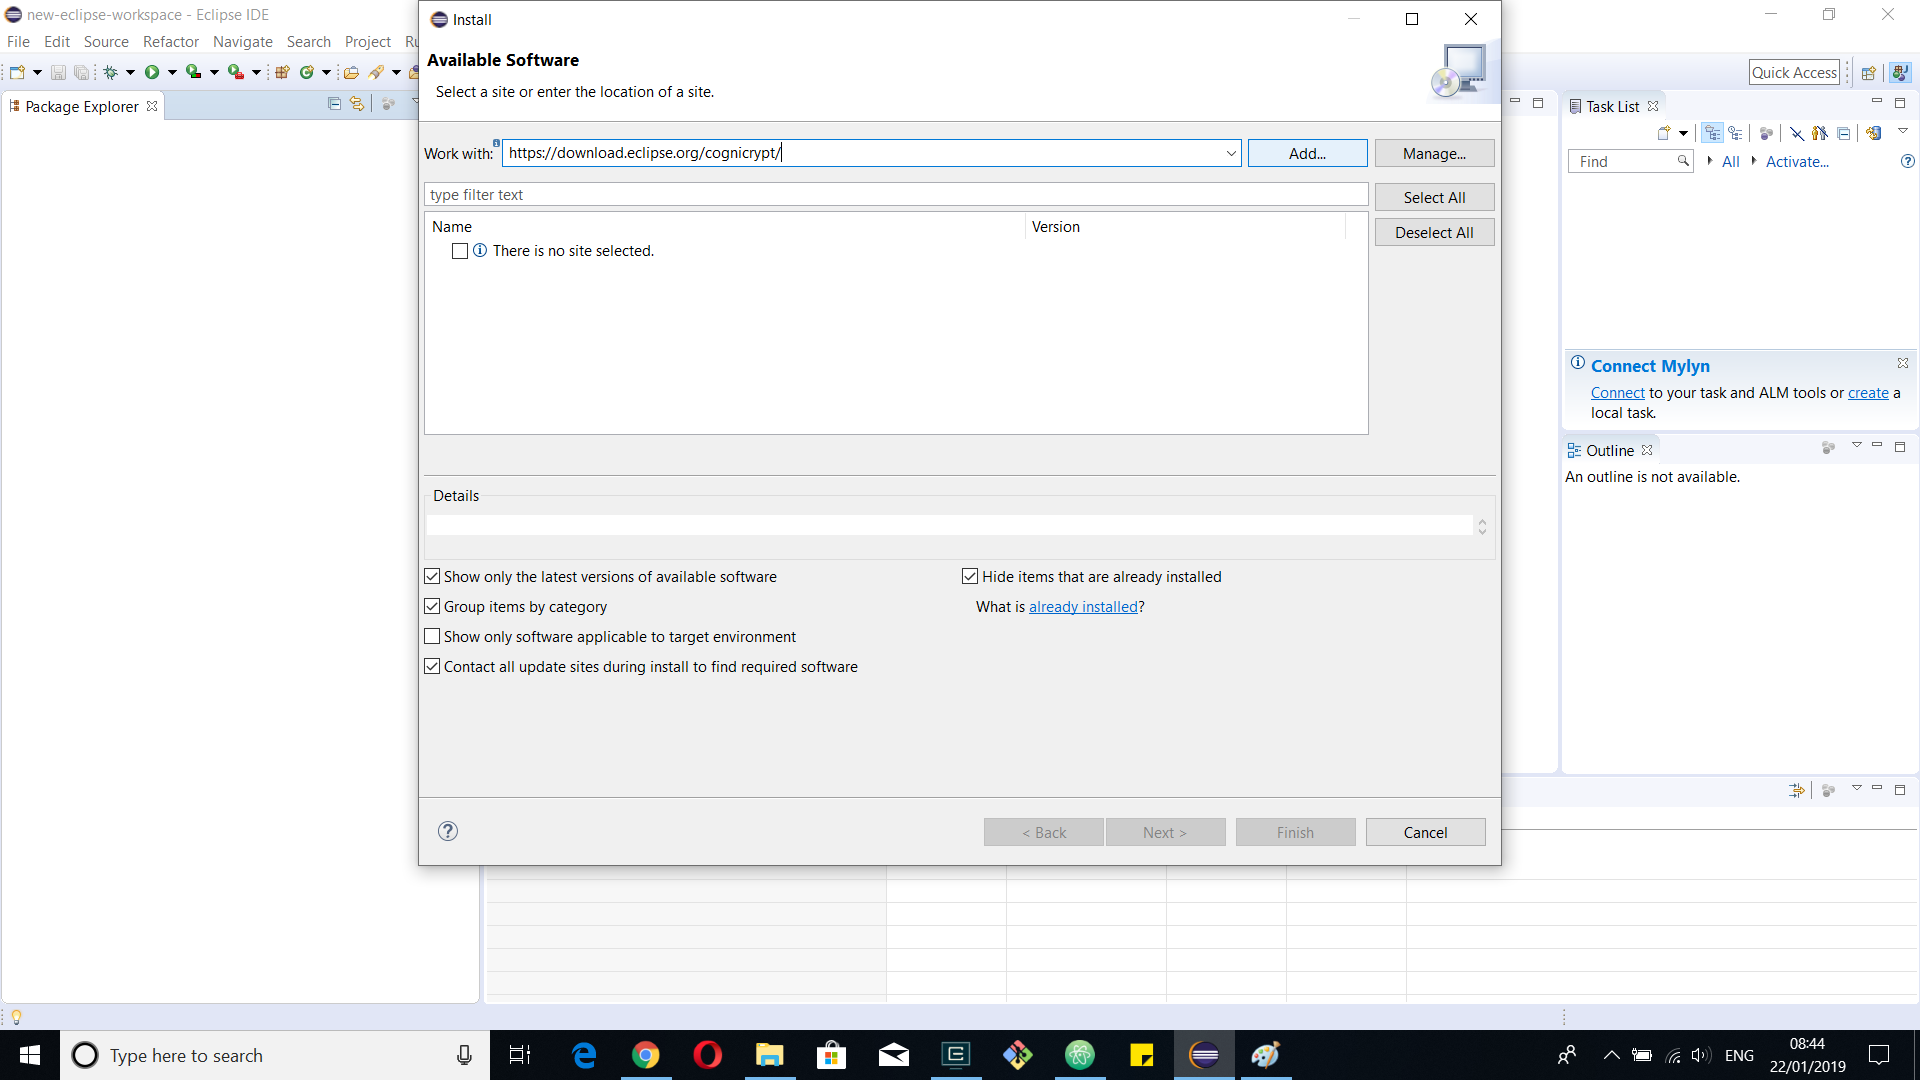 new-eclipse-workspace - Eclipse IDE
File Edit Source Refactor Navigate Search Project
Quick Access
Package Explorer
Install
Available Software
Select a site or enter the location of a site.
Work with: https://download.eclipse.org/cognicrypt/ Add... Manage...
type filter text
Select All
Deselect All
Name Version
There is no site selected.
Details
Show only the latest versions of available software
Hide items that are already installed
Group items by category
What is already installed?
Show only software applicable to target environment
Contact all update sites during install to find required software
? < Back Next > Finish Cancel
Task List
Find All Activate...
Connect Mylyn
Connect to your task and ALM tools or create a
local task.
Outline
An outline is not available.
Type here to search
ENG
08:44
22/01/2019